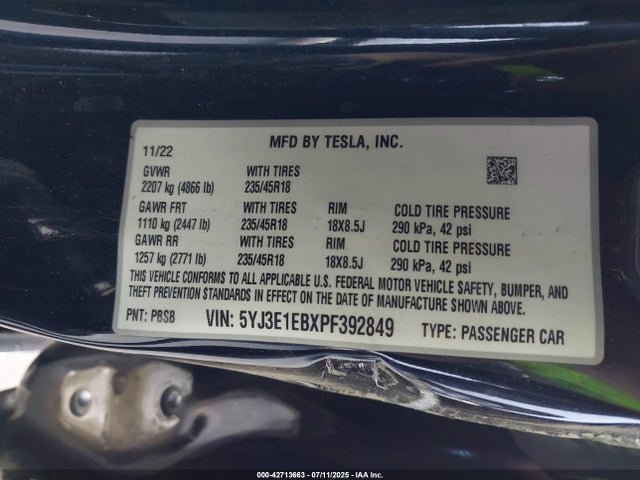 MFD BY TESLA, INC.
11/22
GVWR WITH TIRES
2207 kg (4866 lb) 235/45R18
GAWR FRT WITH TIRES RIM COLD TIRE PRESSURE
1110 kg (2447 lb) 235/45R18 18X8.5J 290 kPa, 42 psi
GAWR RR WITH TIRES RIM COLD TIRE PRESSURE
1257 kg (2771 lb) 235/45R18 18X8.5J 290 kPa, 42 psi
THIS VEHICLE CONFORMS TO ALL APPLICABLE U.S. FEDERAL MOTOR VEHICLE SAFETY, BUMPER, AND
THEFT PREVENTION STANDARDS IN EFFECT ON THE DATE OF MANUFACTURE SHOWN ABOVE.
PNT: PBSB VIN: 5YJ3E1EBXPF392849 TYPE: PASSENGER CAR
000-42713663 - 07/11/2025 - IAA Inc.